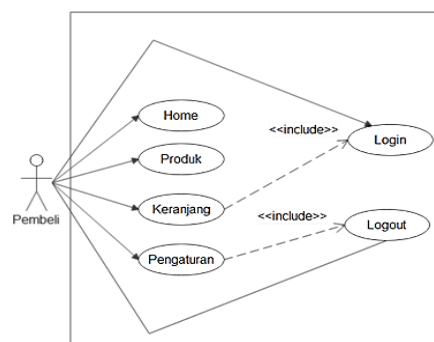 Home
<<include>>
Login
Produk
Pembeli
Keranjang
<<include>>
Logout
Pengaturan